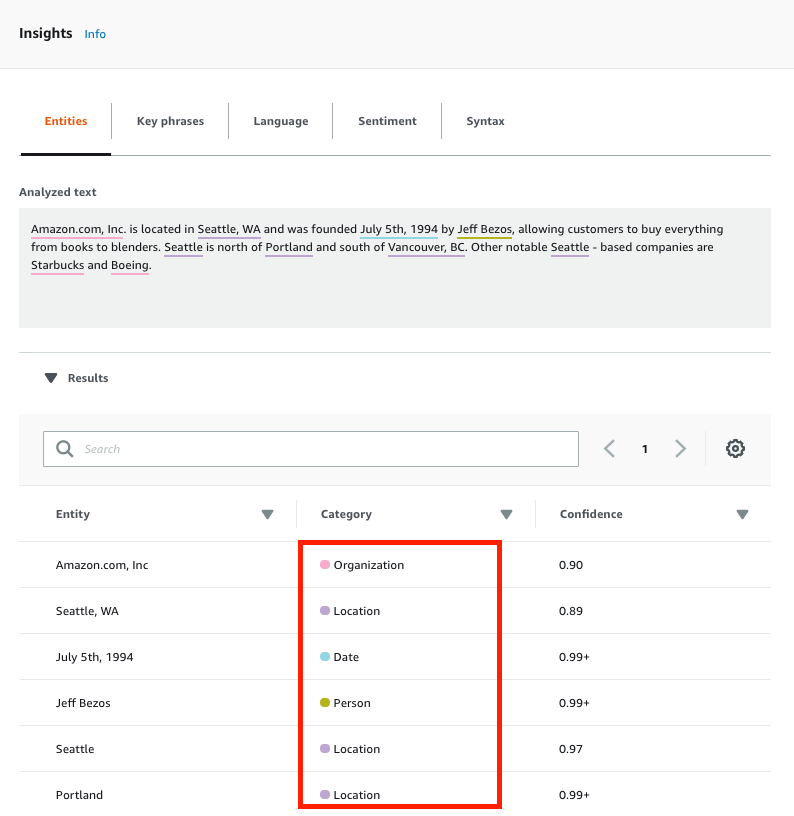 Insights Info
Entities Key phrases Language Sentiment Syntax
Analyzed text
Amazon.com, Inc. is located in Seattle, WA and was founded July 5th, 1994 by Jeff Bezos, allowing customers to buy everything
from books to blenders. Seattle is north of Portland and south of Vancouver, BC. Other notable Seattle - based companies are
Starbucks and Boeing.
Results
Search 1
Entity Category Confidence
Amazon.com, Inc Organization 0.90
Seattle, WA Location 0.89
July 5th, 1994 Date 0.99+
Jeff Bezos Person 0.99+
Seattle Location 0.97
Portland Location 0.99+